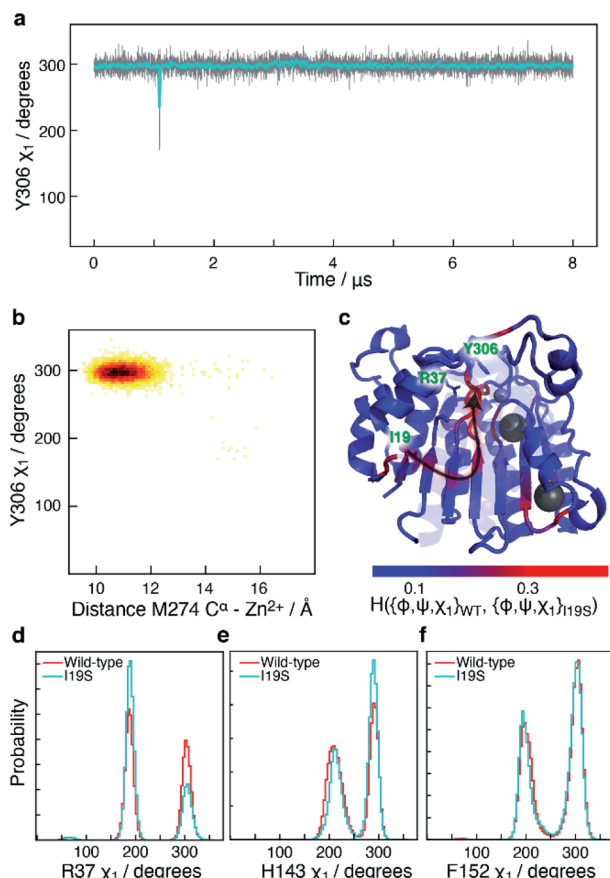 a
Y306 χ1 / degrees
300
200
100
0
2
4
6
8
Time / µs
b
Y306 χ1 / degrees
300
200
100
10
12
14
16
Distance M274 Cα - Zn2+ / Å
c
Y306
R37
I19
0.1
0.3
H({Φ,Ψ,χ1}WT, {Φ,Ψ,χ1}I19S)
d
Wild-type
I19S
Probability
100
200
300
R37 χ1 / degrees
e
Wild-type
I19S
100
200
300
H143 χ1 / degrees
f
Wild-type
I19S
100
200
300
F152 χ1 / degrees